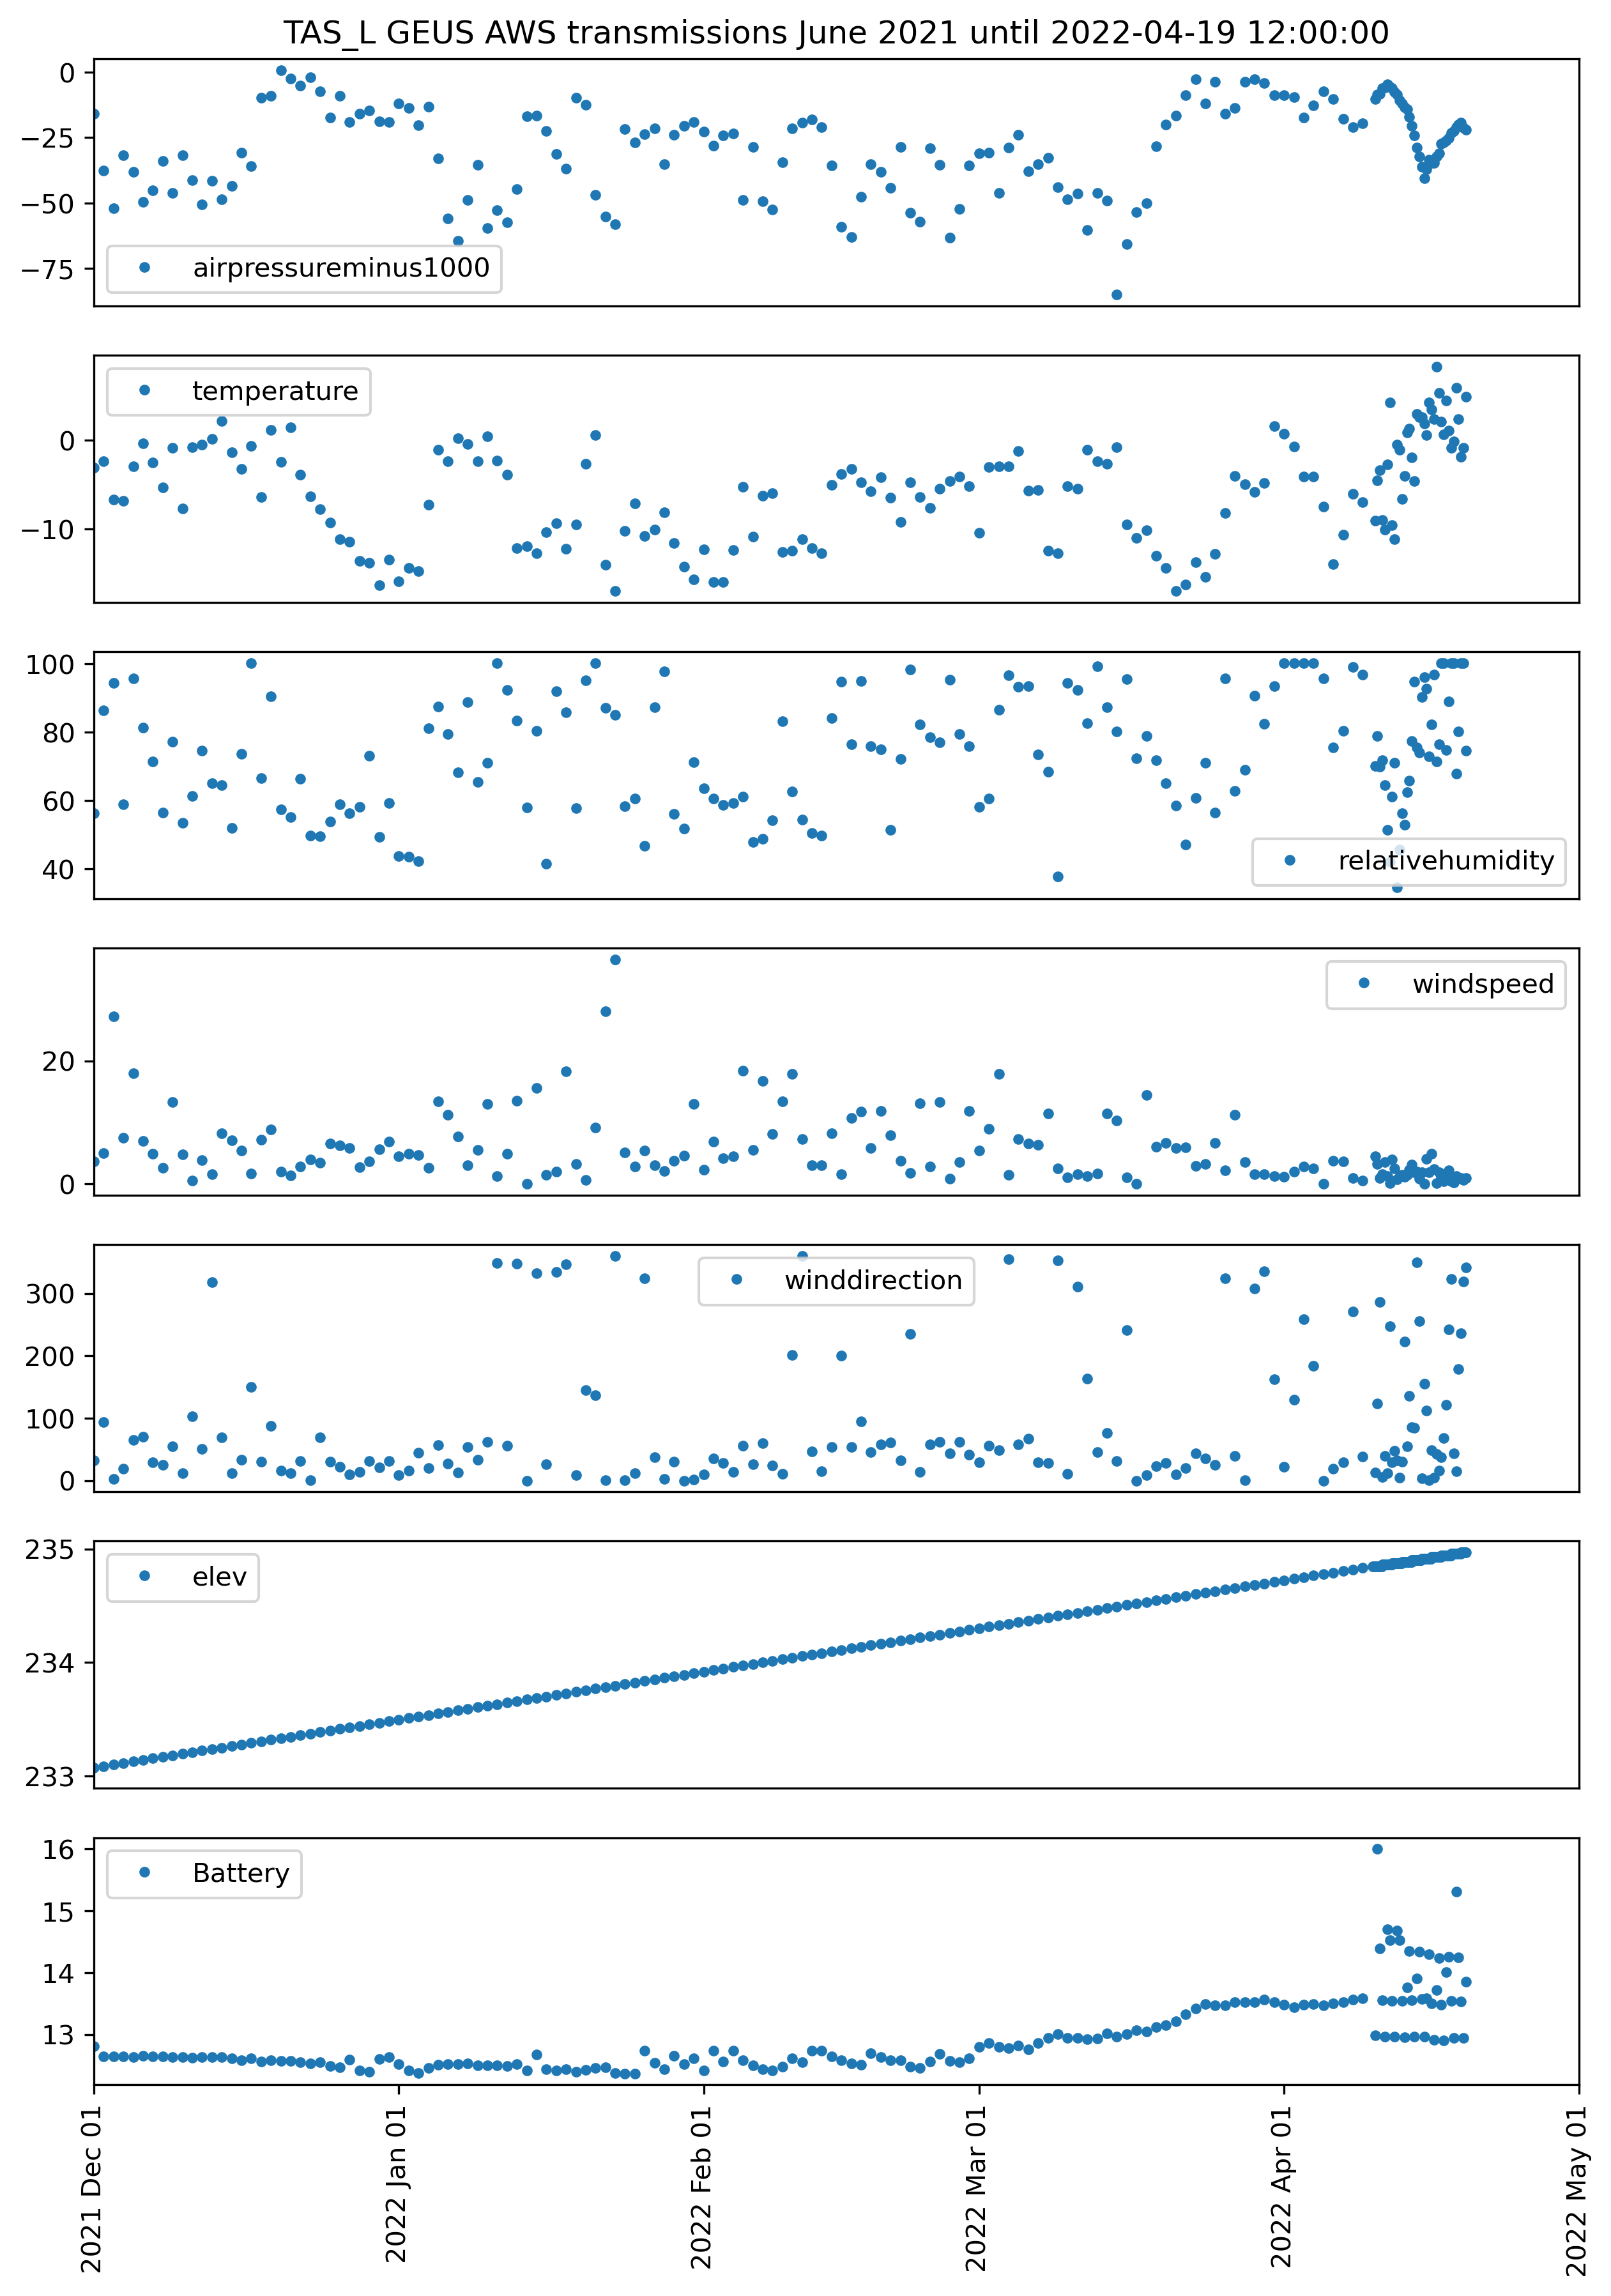 TAS_L GEUS AWS transmissions June 2021 until 2022-04-19 12:00:00
0
−25
−50
−75
airpressureminus1000
temperature
0
−10
100
80
60
40
relativehumidity
windspeed
20
0
winddirection
300
200
100
0
235
234
233
elev
16
15
14
13
Battery
2021 Dec 01
2022 Jan 01
2022 Feb 01
2022 Mar 01
2022 Apr 01
2022 May 01